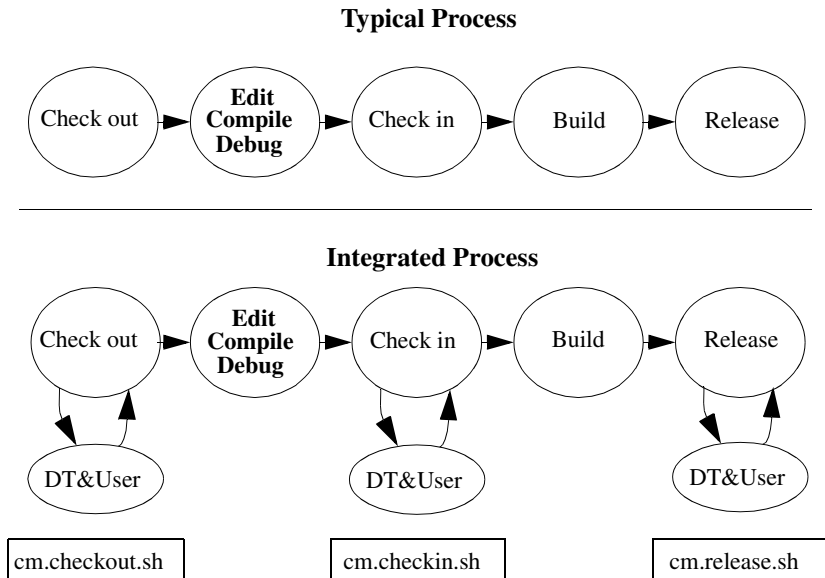 Typical Process
Check out
Edit
Compile
Debug
Check in
Build
Release
Integrated Process
Check out
Edit
Compile
Debug
Check in
Build
Release
DT&User
DT&User
DT&User
cm.checkout.sh
cm.checkin.sh
cm.release.sh